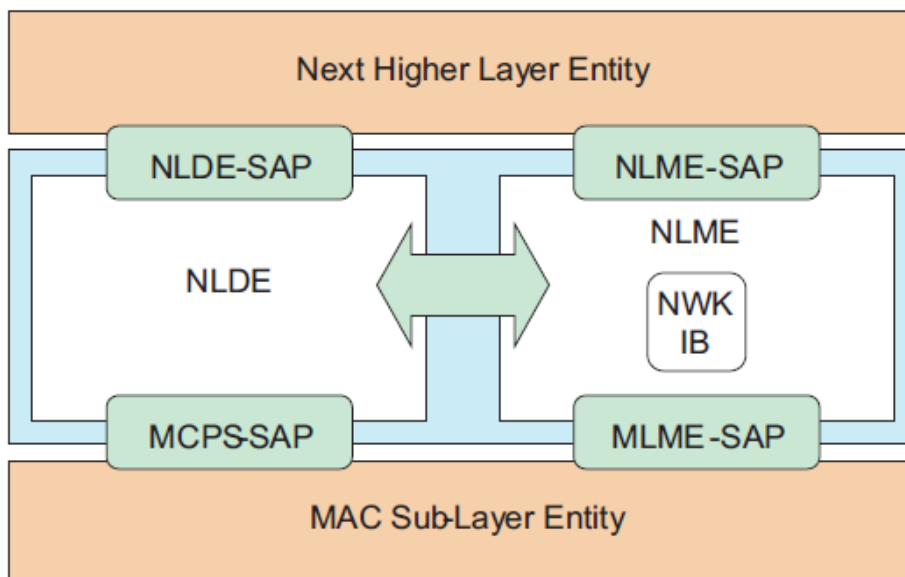 Next Higher Layer Entity
NLDE-SAP
NLME-SAP
NLME
NLDE
NWK
IB
MCPS-SAP
MLME-SAP
MAC Sub-Layer Entity